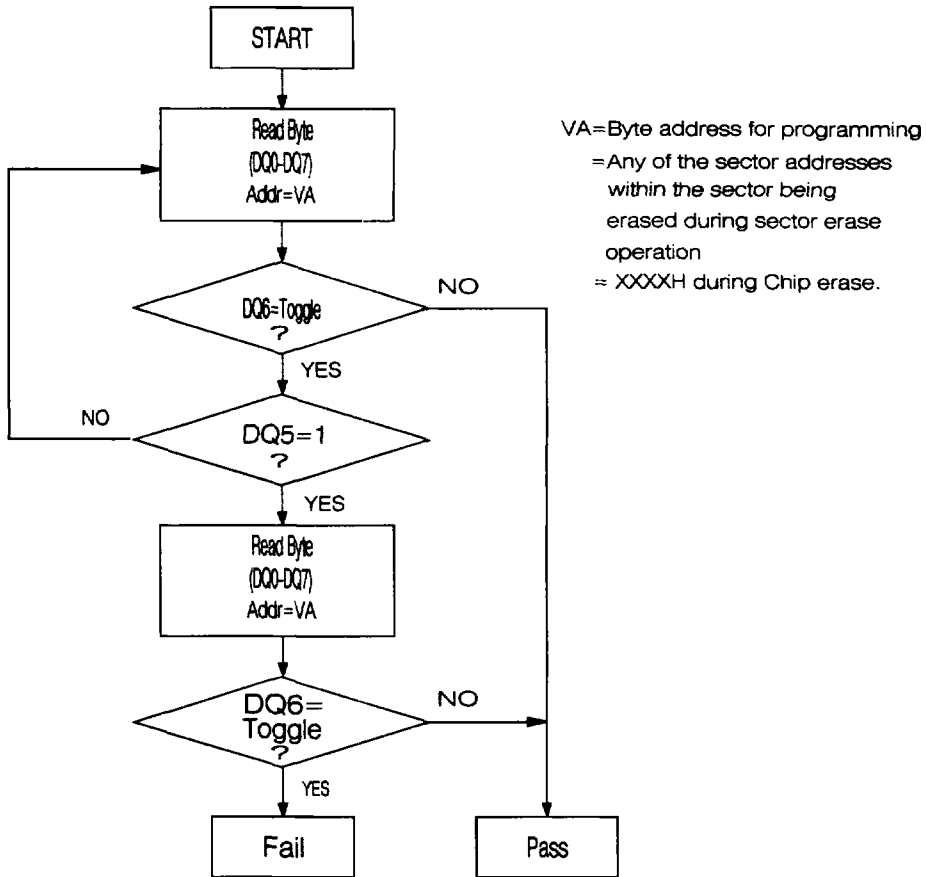 START
Read Byte
(DQ0-DQ7)
Addr=VA
VA=Byte address for programming
=Any of the sector addresses
within the sector being
erased during sector erase
operation
= XXXXH during Chip erase.
DQ6=Toggle
?
NO
YES
NO
DQ5=1
?
YES
Read Byte
(DQ0-DQ7)
Addr=VA
DQ6=
Toggle
?
NO
YES
Fail
Pass